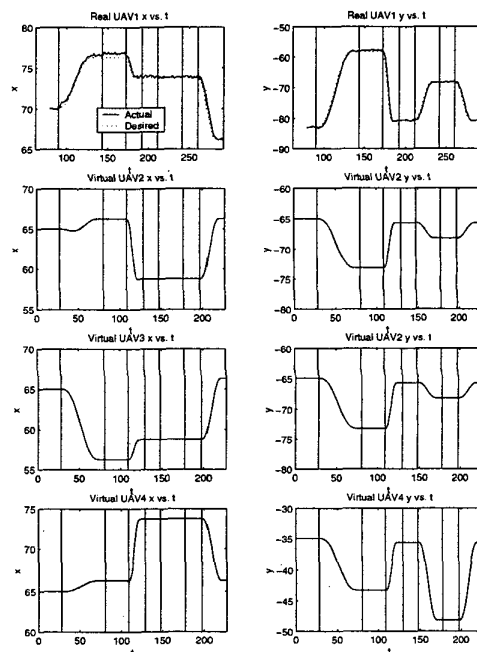 Real UAV1 x vs. t
80
75
x
70
65
Actual
Desired
100 150 200 250
t
Real UAV1 y vs. t
-50
-60
y
-70
-80
-90
100 150 200 250
t
Virtual UAV2 x vs. t
70
65
x
60
55
0 50 100 150 200
t
Virtual UAV2 y vs. t
-60
-65
y
-70
-75
-80
0 50 100 150 200
t
Virtual UAV3 x vs. t
70
65
x
60
55
0 50 100 150 200
t
Virtual UAV2 y vs. t
-60
-65
y
-70
-75
-80
0 50 100 150 200
t
Virtual UAV4 x vs. t
75
70
x
65
60
0 50 100 150 200
t
Virtual UAV4 y vs. t
-35
y
-40
-45
-50
0 50 100 150 200
t